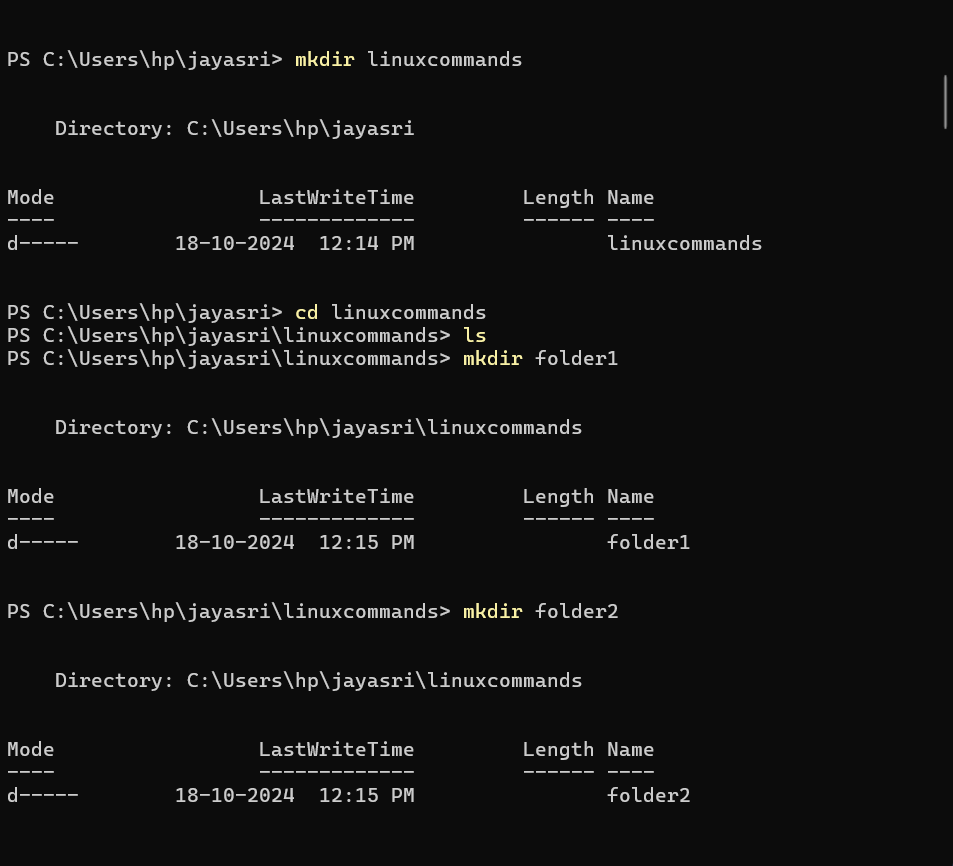 PS C:\Users\hp\jayasri> mkdir linuxcommands
    Directory: C:\Users\hp\jayasri
Mode                 LastWriteTime         Length Name
----                 -------------         ------ ----
d-----        18-10-2024  12:14 PM                linuxcommands
PS C:\Users\hp\jayasri> cd linuxcommands
PS C:\Users\hp\jayasri\linuxcommands> ls
PS C:\Users\hp\jayasri\linuxcommands> mkdir folder1
    Directory: C:\Users\hp\jayasri\linuxcommands
Mode                 LastWriteTime         Length Name
----                 -------------         ------ ----
d-----        18-10-2024  12:15 PM                folder1
PS C:\Users\hp\jayasri\linuxcommands> mkdir folder2
    Directory: C:\Users\hp\jayasri\linuxcommands
Mode                 LastWriteTime         Length Name
----                 -------------         ------ ----
d-----        18-10-2024  12:15 PM                folder2